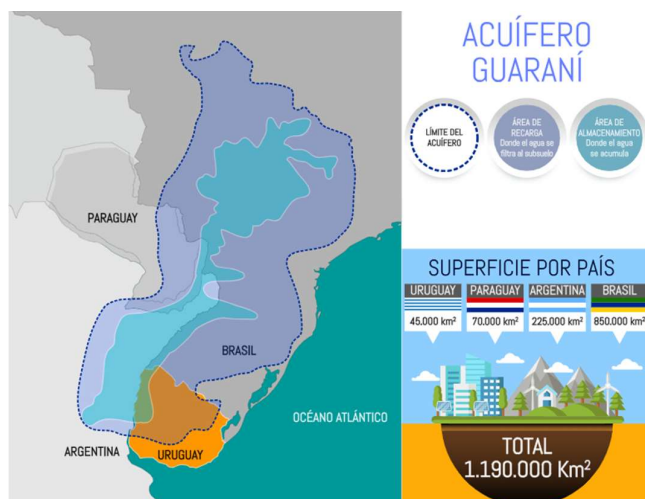 ACUÍFERO
GUARANÍ
LÍMITE DEL
ACUÍFERO
ÁREA DE
RECARGA
Donde el agua se
filtra al subsuelo
ÁREA DE
ALMACENAMIENTO
Donde el agua
se acumula
PARAGUAY
BRASIL
OCÉANO ATLÁNTICO
ARGENTINA
URUGUAY
SUPERFICIE POR PAÍS
URUGUAY PARAGUAY ARGENTINA BRASIL
45.000 km² 70.000 km² 225.000 km² 850.000 km²
TOTAL
1.190.000 Km²